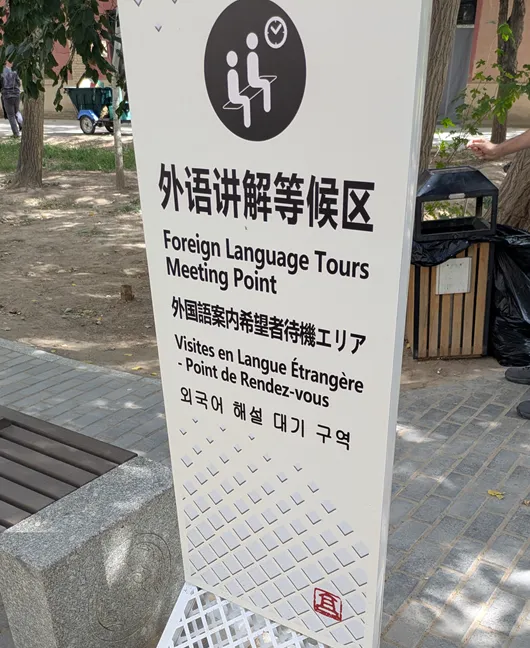 外语讲解等候区
Foreign Language Tours
Meeting Point
外国語案内希望者待機エリア
Visites en Langue Étrangère
- Point de Rendez-vous
외국어 해설 대기 구역